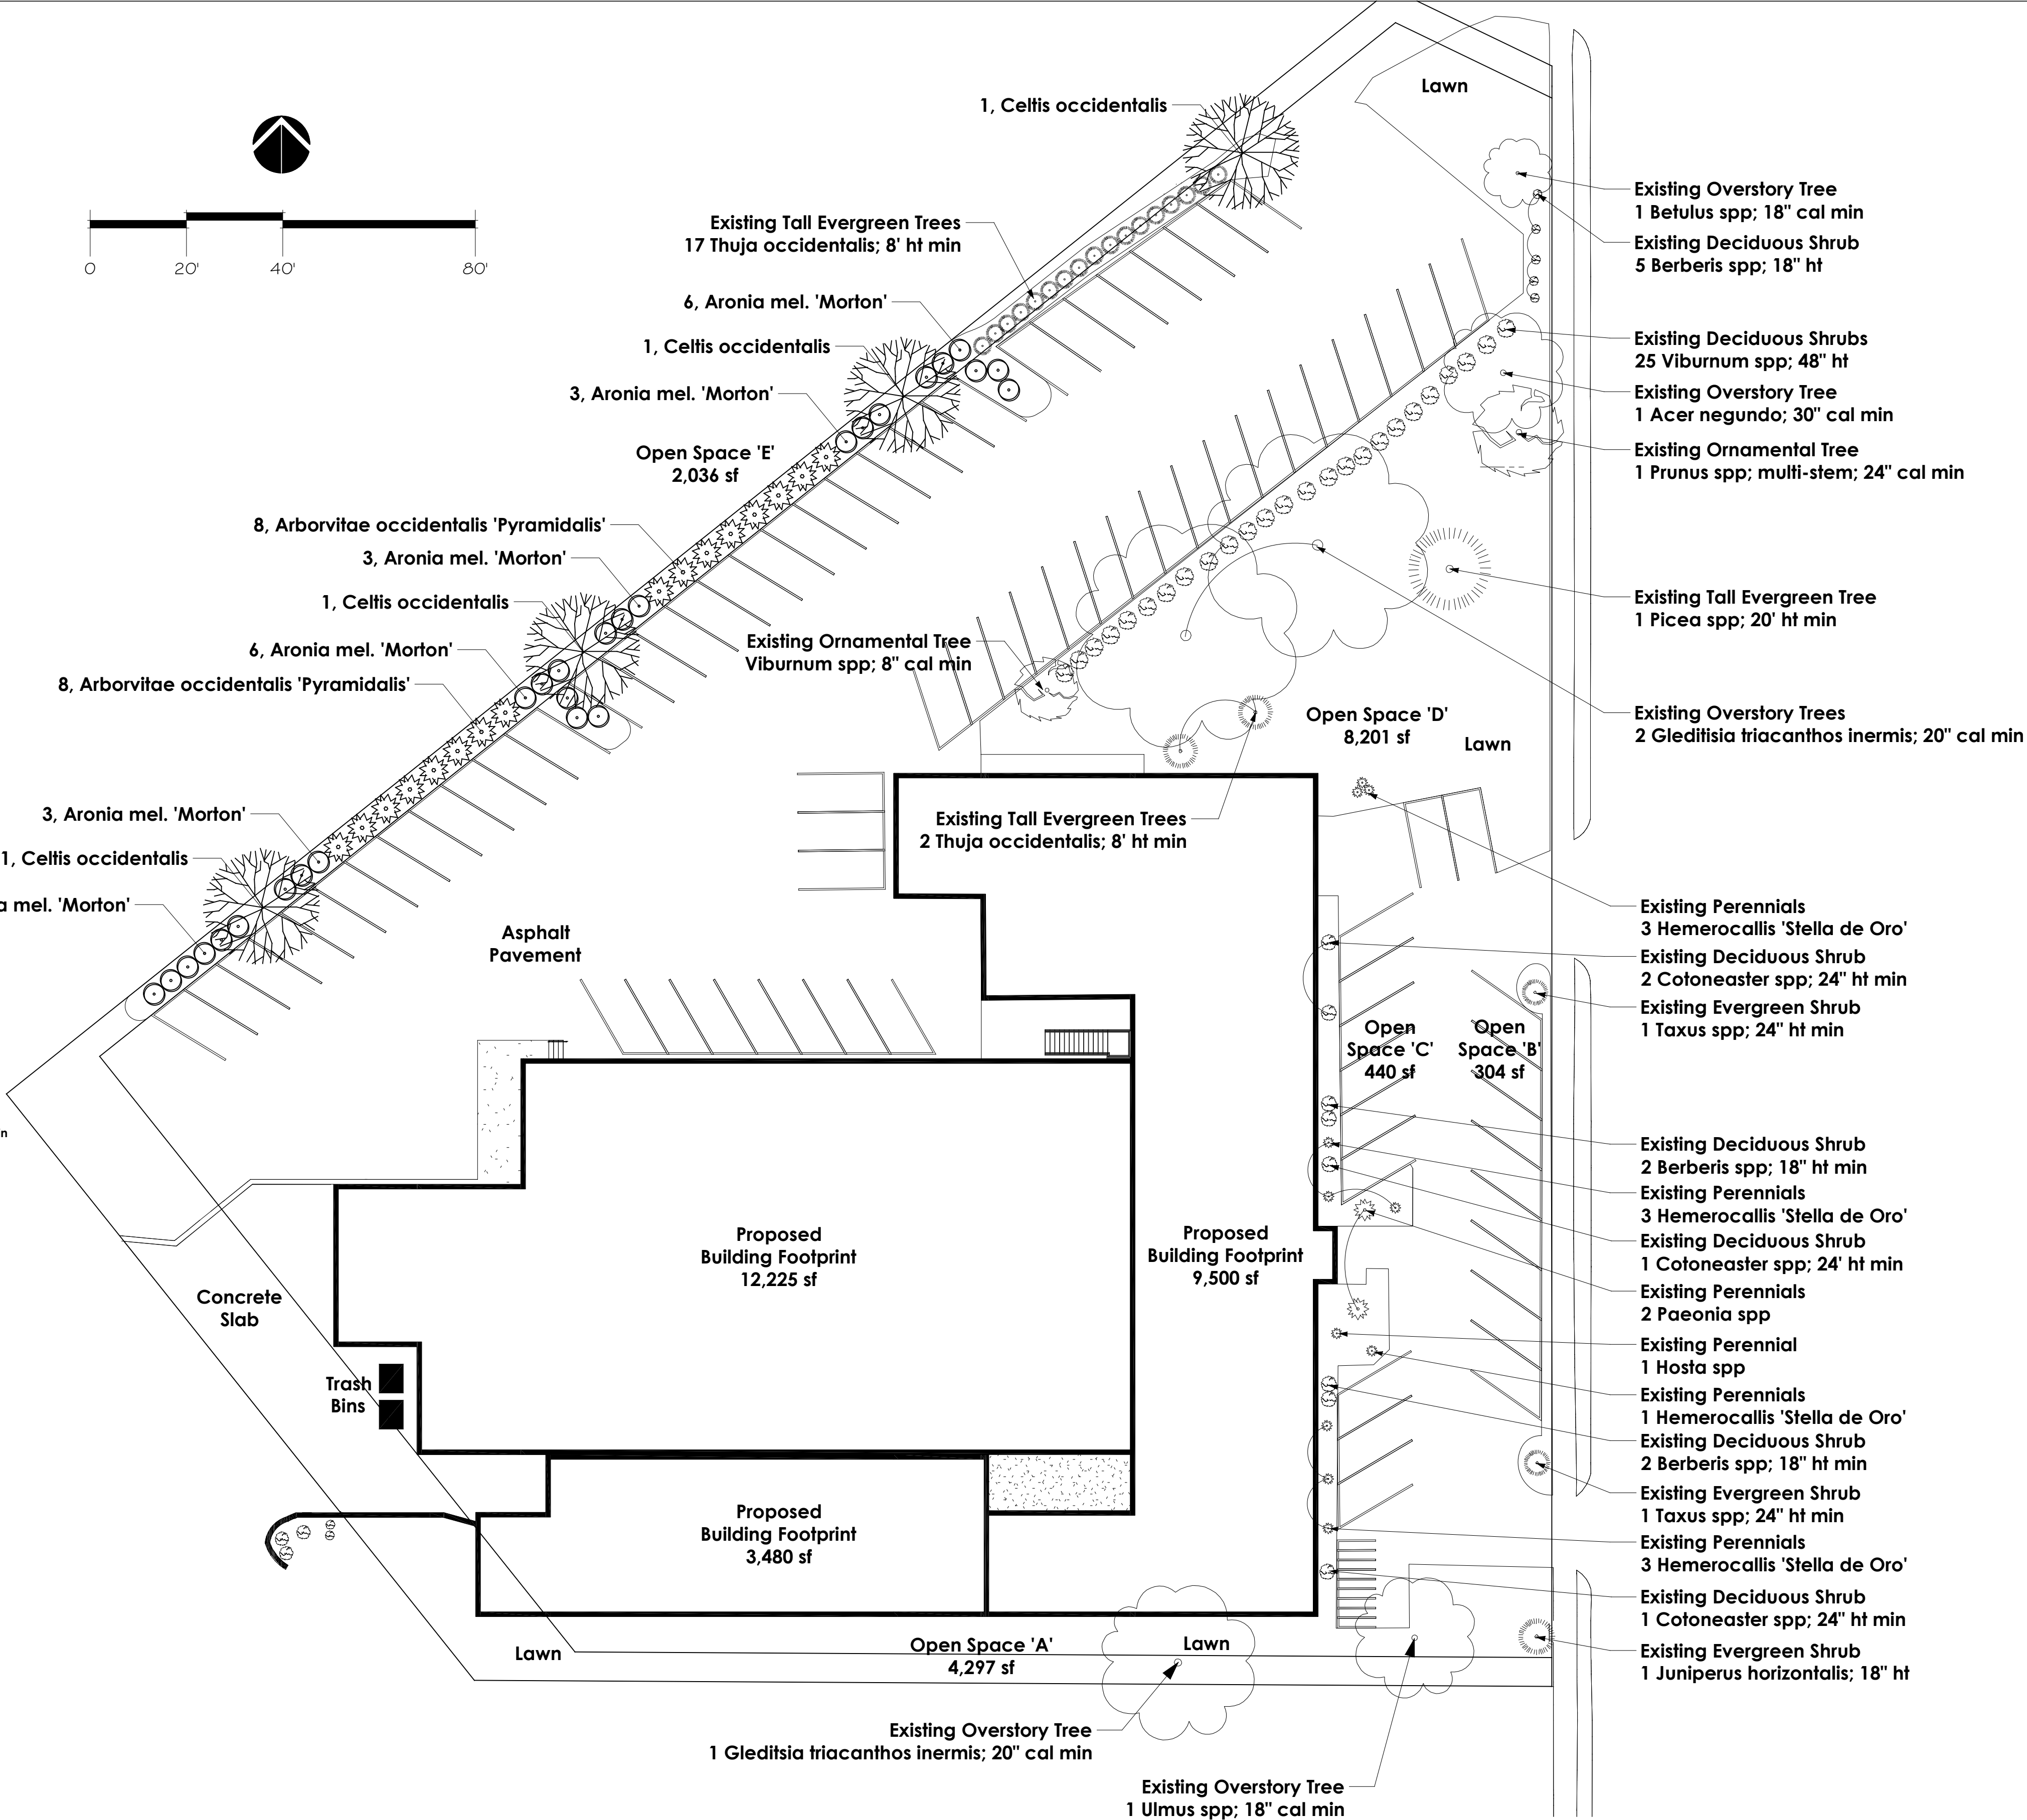 Lawn
1, Celtis occidentalis
0 20' 40' 80'
Existing Tall Evergreen Trees
17 Thuja occidentalis; 8' ht min
6, Aronia mel. 'Morton'
1, Celtis occidentalis
3, Aronia mel. 'Morton'
Open Space 'E'
2,036 sf
8, Arborvitae occidentalis 'Pyramidalis'
3, Aronia mel. 'Morton'
1, Celtis occidentalis
6, Aronia mel. 'Morton'
8, Arborvitae occidentalis 'Pyramidalis'
3, Aronia mel. 'Morton'
1, Celtis occidentalis
a mel. 'Morton'
n
Existing Overstory Tree
1 Betulus spp; 18" cal min
Existing Deciduous Shrub
5 Berberis spp; 18" ht
Existing Deciduous Shrubs
25 Viburnum spp; 48" ht
Existing Overstory Tree
1 Acer negundo; 30" cal min
Existing Ornamental Tree
1 Prunus spp; multi-stem; 24" cal min
Existing Tall Evergreen Tree
1 Picea spp; 20' ht min
Existing Overstory Trees
2 Gleditisia triacanthos inermis; 20" cal min
Existing Ornamental Tree
Viburnum spp; 8" cal min
Open Space 'D'
8,201 sf
Lawn
Existing Tall Evergreen Trees
2 Thuja occidentalis; 8' ht min
Existing Perennials
3 Hemerocallis 'Stella de Oro'
Existing Deciduous Shrub
2 Cotoneaster spp; 24" ht min
Existing Evergreen Shrub
1 Taxus spp; 24" ht min
Asphalt
Pavement
Open
Space 'C'
440 sf
Open
Space 'B'
304 sf
Existing Deciduous Shrub
2 Berberis spp; 18" ht min
Existing Perennials
3 Hemerocallis 'Stella de Oro'
Existing Deciduous Shrub
1 Cotoneaster spp; 24' ht min
Existing Perennials
2 Paeonia spp
Existing Perennial
1 Hosta spp
Existing Perennials
1 Hemerocallis 'Stella de Oro'
Existing Deciduous Shrub
2 Berberis spp; 18" ht min
Existing Evergreen Shrub
1 Taxus spp; 24" ht min
Existing Perennials
3 Hemerocallis 'Stella de Oro'
Existing Deciduous Shrub
1 Cotoneaster spp; 24" ht min
Existing Evergreen Shrub
1 Juniperus horizontalis; 18" ht
Proposed
Building Footprint
12,225 sf
Proposed
Building Footprint
9,500 sf
Concrete
Slab
Trash
Bins
Proposed
Building Footprint
3,480 sf
Lawn
Open Space 'A'
4,297 sf
Lawn
Existing Overstory Tree
1 Gleditsia triacanthos inermis; 20" cal min
Existing Overstory Tree
1 Ulmus spp; 18" cal min